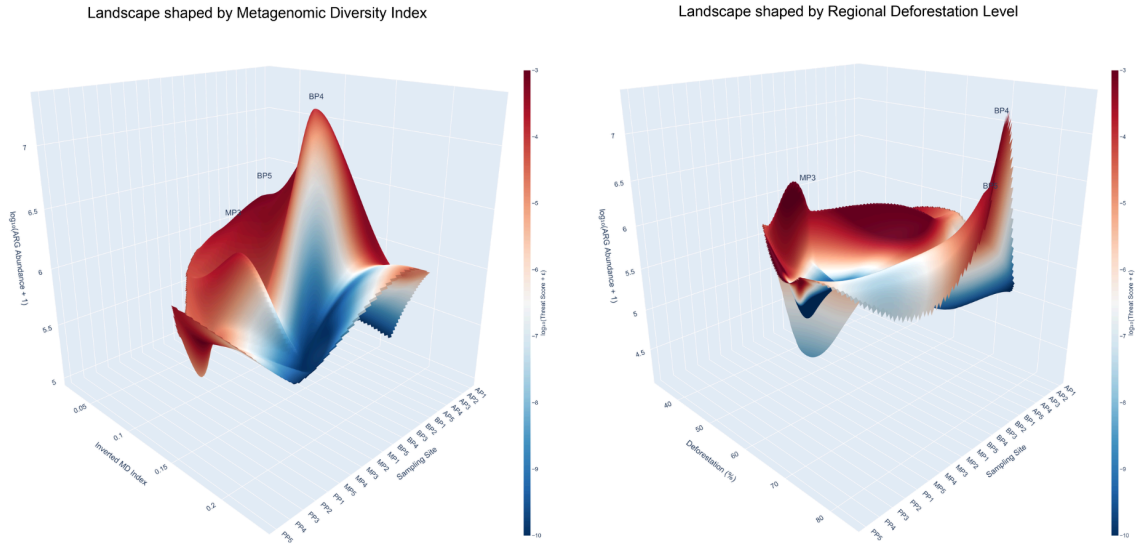 Landscape shaped by Metagenomic Diversity Index
BP4
BP5
7
6.5
6
5.5
5
log₁₀(ARG Abundance + 1)
0.05
0.1
0.15
0.2
Inverted MD Index
PP5
PP4
PP3
PP2
PP1
MP5
MP4
MP3
MP2
MP1
BP5
BP4
BP3
BP2
BP1
AP5
AP4
AP3
AP2
AP1
Sampling Site
−3
−4
−5
−6
−7
−8
−9
−10
log₁₀(Threat Score + ε)
Landscape shaped by Regional Deforestation Level
BP4
MP3
7
6.5
6
5.5
5
4.5
log₁₀(ARG Abundance + 1)
40
50
60
70
80
Deforestation (%)
PP5
PP4
PP3
PP2
PP1
MP5
MP4
MP3
MP2
MP1
BP5
BP4
BP3
BP2
BP1
AP5
AP4
AP3
AP2
AP1
Sampling Site
−3
−4
−5
−6
−7
−8
−9
−10
log₁₀(Threat Score + ε)